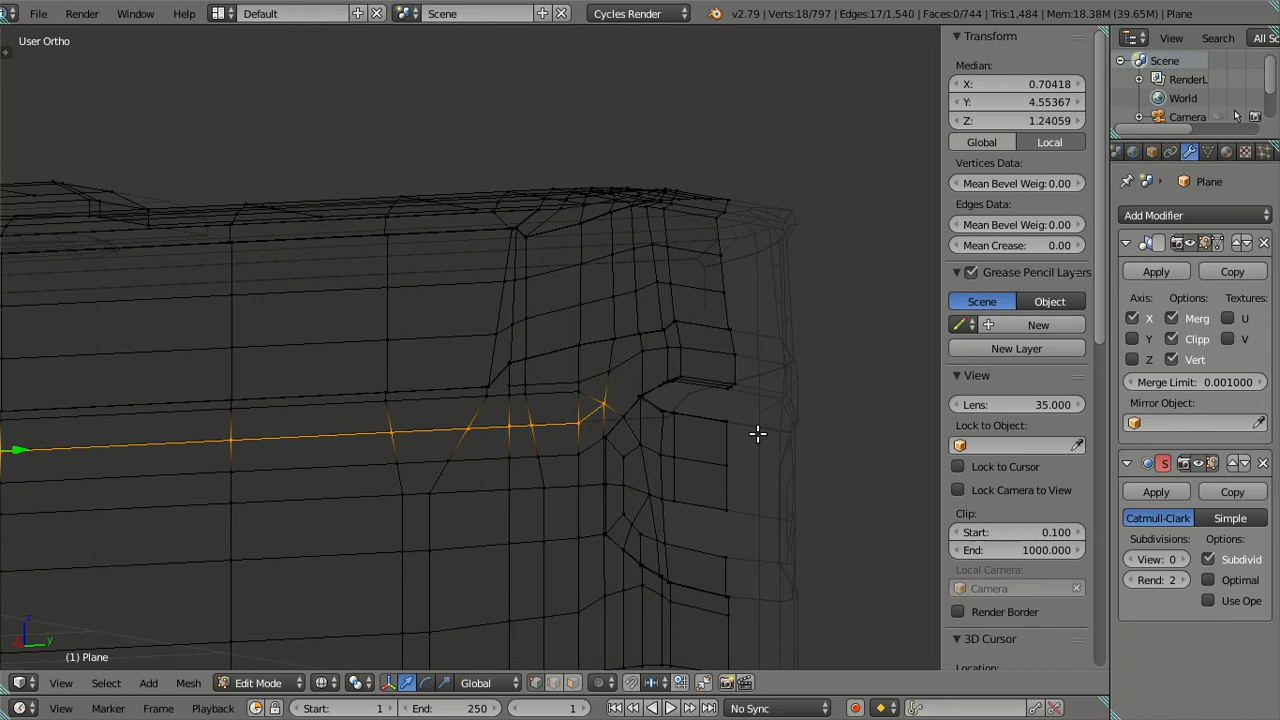 Render Window Help Default Scene Cycles Render v2.79 | Verts:18/797 | Edges:17/1,540 | Faces:0/744 | Tris:1,484 | Mem:18.38M (39.65M) | Plane
User Ortho
Transform
Median:
X: 0.70418
Y: 4.55367
Z: 1.24059
Global Local
Vertices Data:
Mean Bevel Weig: 0.00
Edges Data:
Mean Bevel Weig: 0.00
Mean Crease: 0.00
Grease Pencil Layers
Scene Object
New
New Layer
View
Lens: 35.000
Lock to Object:
Lock to Cursor
Lock Camera to View
Clip:
Start: 0.100
End: 1000.000
Local Camera:
Camera
Render Border
3D Cursor
Location:
View Search All Sc
Scene
RenderL
World
Camera
Plane
Add Modifier
Apply Copy
Axis: Options: Textures:
X Merg U
Y Clipp V
Z Vert
Merge Limit: 0.001000
Mirror Object:
S
Apply Copy
Catmull-Clark Simple
Subdivisions: Options:
View: 0 Subdivid
Rend: 2 Optimal
Use Ope
z
y
(1) Plane
View Select Add Mesh Edit Mode Global
View Marker Frame Playback Start: 1 End: 250 1 No Sync